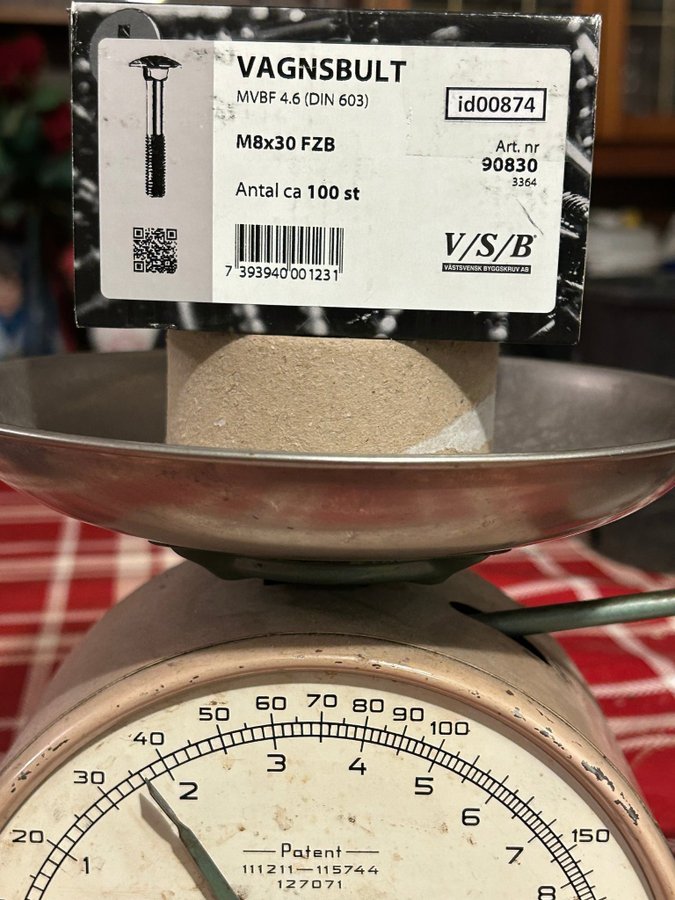 VAGNSBULT
MVBF 4.6 (DIN 603)
id00874
M8x30 FZB
Art. nr
90830
3364
Antal ca 100 st
7 393940 001231
V/S/B
VÄSTSVENSK BYGGSKRUV AB
20 30 40 50 60 70 80 90 100 150
1 2 3 4 5 6 7 8
Patent
111211—115744
127071